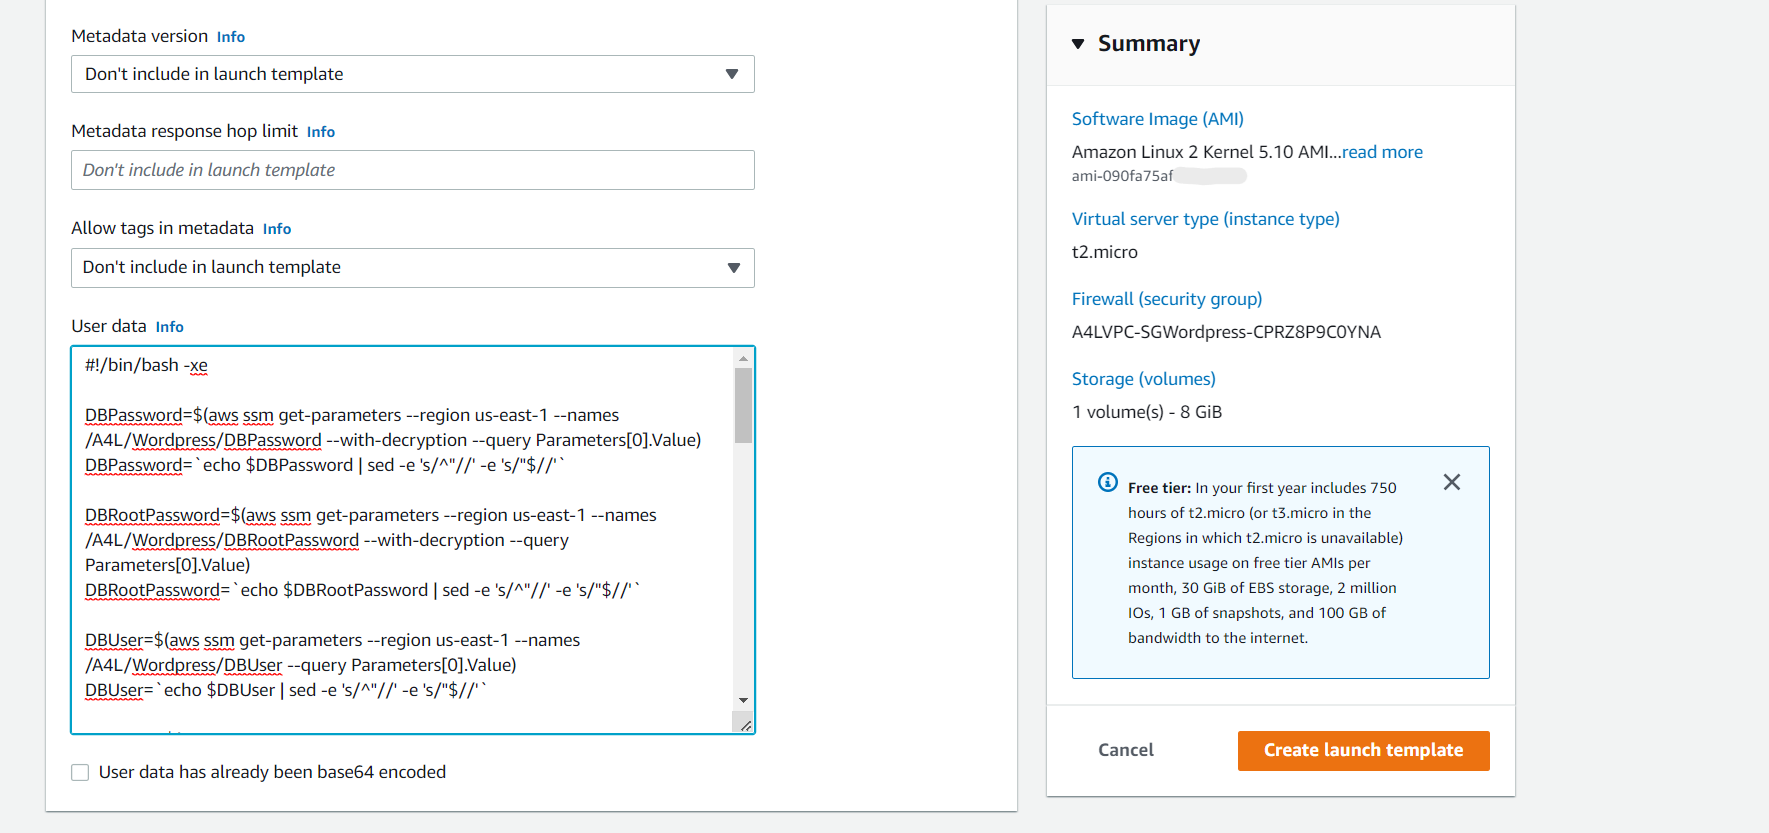 Metadata version Info
Don't include in launch template
Metadata response hop limit Info
Don't include in launch template
Allow tags in metadata Info
Don't include in launch template
User data Info
#!/bin/bash -xe
DBPassword=$(aws ssm get-parameters --region us-east-1 --names
/A4L/Wordpress/DBPassword --with-decryption --query Parameters[0].Value)
DBPassword=`echo $DBPassword | sed -e 's/^"//' -e 's/"$//'`
DBRootPassword=$(aws ssm get-parameters --region us-east-1 --names
/A4L/Wordpress/DBRootPassword --with-decryption --query
Parameters[0].Value)
DBRootPassword=`echo $DBRootPassword | sed -e 's/^"//' -e 's/"$//'`
DBUser=$(aws ssm get-parameters --region us-east-1 --names
/A4L/Wordpress/DBUser --query Parameters[0].Value)
DBUser=`echo $DBUser | sed -e 's/^"//' -e 's/"$//'`
User data has already been base64 encoded
Summary
Software Image (AMI)
Amazon Linux 2 Kernel 5.10 AMI...read more
ami-090fa75af
Virtual server type (instance type)
t2.micro
Firewall (security group)
A4LVPC-SGWordpress-CPRZ8P9C0YNA
Storage (volumes)
1 volume(s) - 8 GiB
Free tier: In your first year includes 750
hours of t2.micro (or t3.micro in the
Regions in which t2.micro is unavailable)
instance usage on free tier AMIs per
month, 30 GiB of EBS storage, 2 million
IOs, 1 GB of snapshots, and 100 GB of
bandwidth to the internet.
Cancel
Create launch template